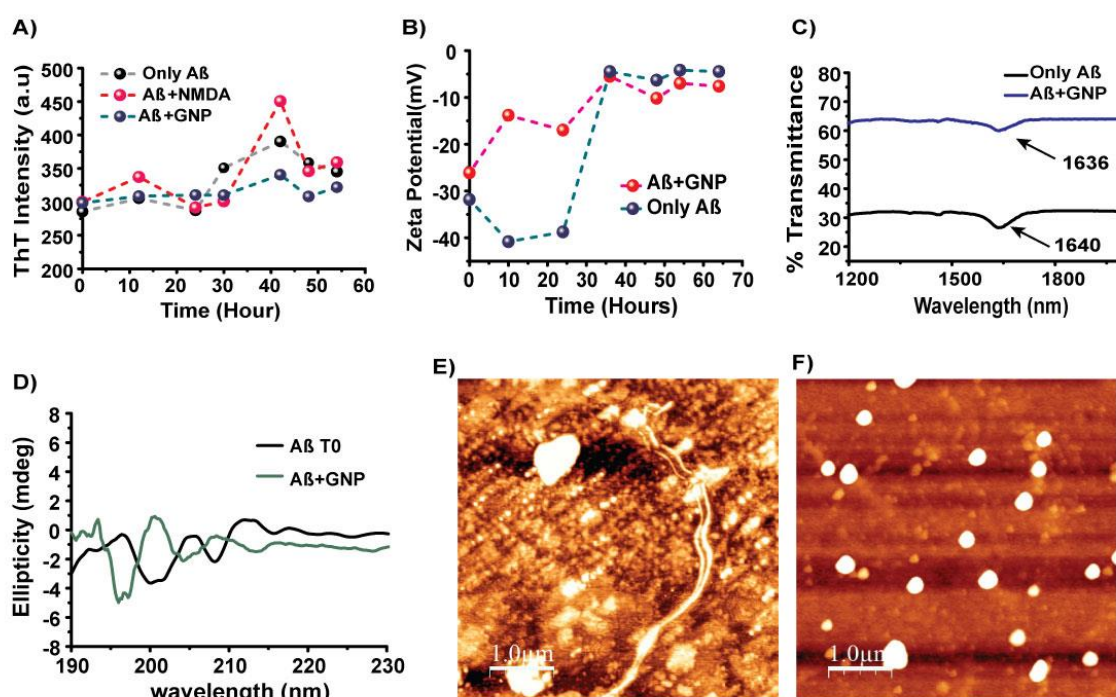 A)
ThT Intensity (a.u)
500
450
400
350
300
250
200
Only Aß
Aß+NMDA
Aß+GNP
0 10 20 30 40 50 60
Time (Hour)
B)
Zeta Potential(mV)
0
-10
-20
-30
-40
Aß+GNP
Only Aß
0 10 20 30 40 50 60 70
Time (Hours)
C)
Only Aß
Aß+GNP
% Transmittance
80
70
60
50
40
30
20
1636
1640
1200 1500 1800
Wavelength (nm)
D)
Ellipticity (mdeg)
8
6
4
2
0
-2
-4
-6
-8
Aß T0
Aß+GNP
190 200 210 220 230
wavelength (nm)
E)
1.0µm
F)
1.0µm